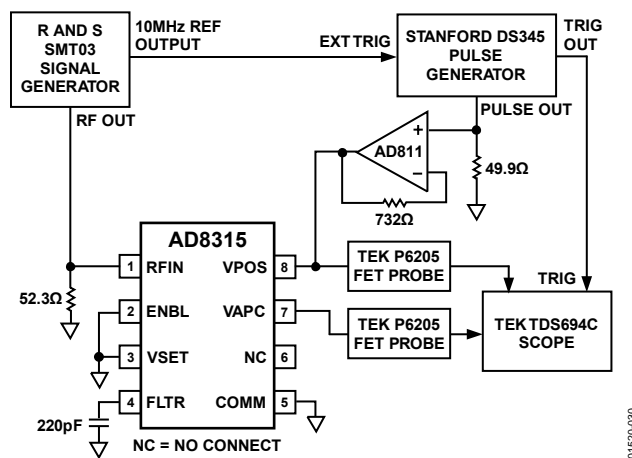 R AND S
SMT03
SIGNAL
GENERATOR
10MHz REF
OUTPUT
EXT TRIG
STANFORD DS345
PULSE
GENERATOR
TRIG
OUT
RF OUT
PULSE OUT
+
AD811
–
49.9Ω
732Ω
AD8315
1 RFIN VPOS 8
2 ENBL VAPC 7
3 VSET NC 6
4 FLTR COMM 5
52.3Ω
220pF
TEK P6205
FET PROBE
TEK P6205
FET PROBE
TRIG
TEK TDS694C
SCOPE
NC = NO CONNECT
01520-030